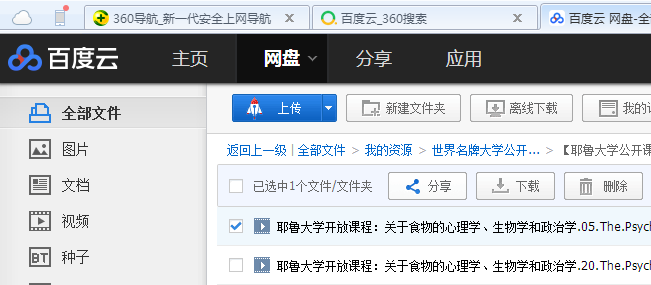 360导航_新一代安全上网导航 百度云_360搜索 百度云 网盘-全
百度云 主页 网盘 分享 应用
全部文件 上传 新建文件夹 离线下载 我的
图片 返回上一级 | 全部文件 > 我的资源 > 世界名牌大学公开... > 【耶鲁大学公开课
文档 已选中1个文件/文件夹 分享 下载 删除
视频 耶鲁大学开放课程：关于食物的心理学、生物学和政治学.05.The.Psych
BT 种子 耶鲁大学开放课程：关于食物的心理学、生物学和政治学.20.The.Psych